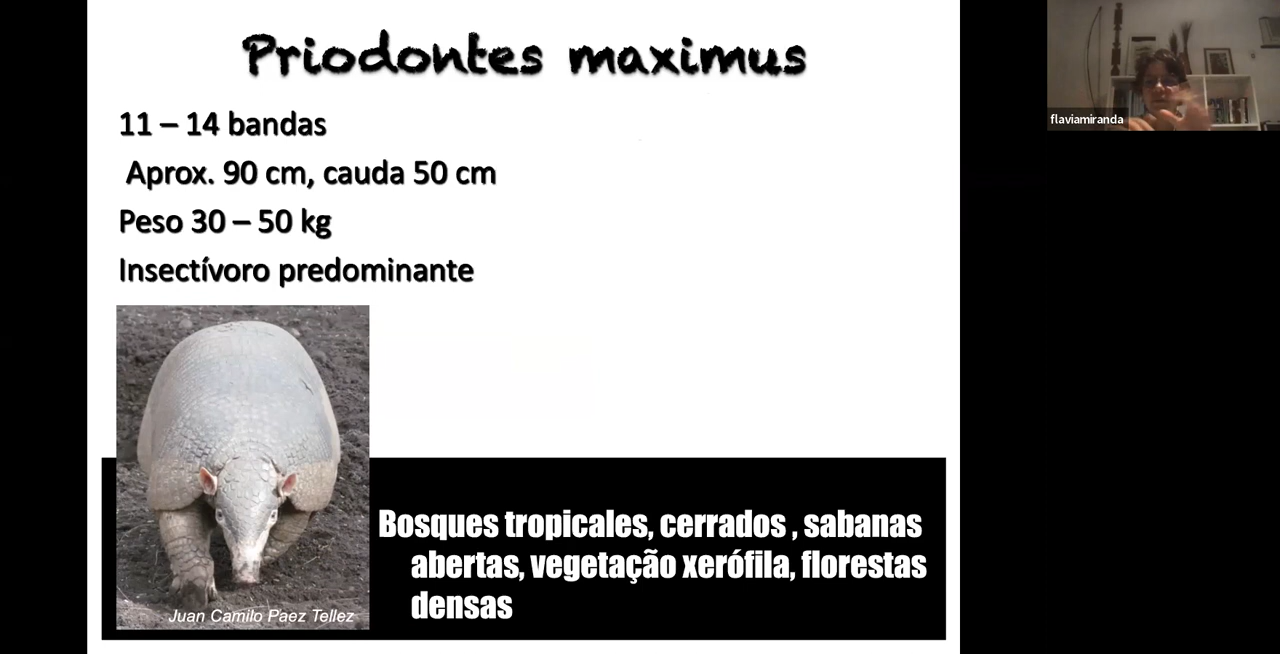 Priodontes maximus
11 – 14 bandas
Aprox. 90 cm, cauda 50 cm
Peso 30 – 50 kg
Insectívoro predominante
Juan Camilo Paez Tellez
Bosques tropicales, cerrados , sabanas
abertas, vegetação xerófila, florestas
densas
flaviamiranda